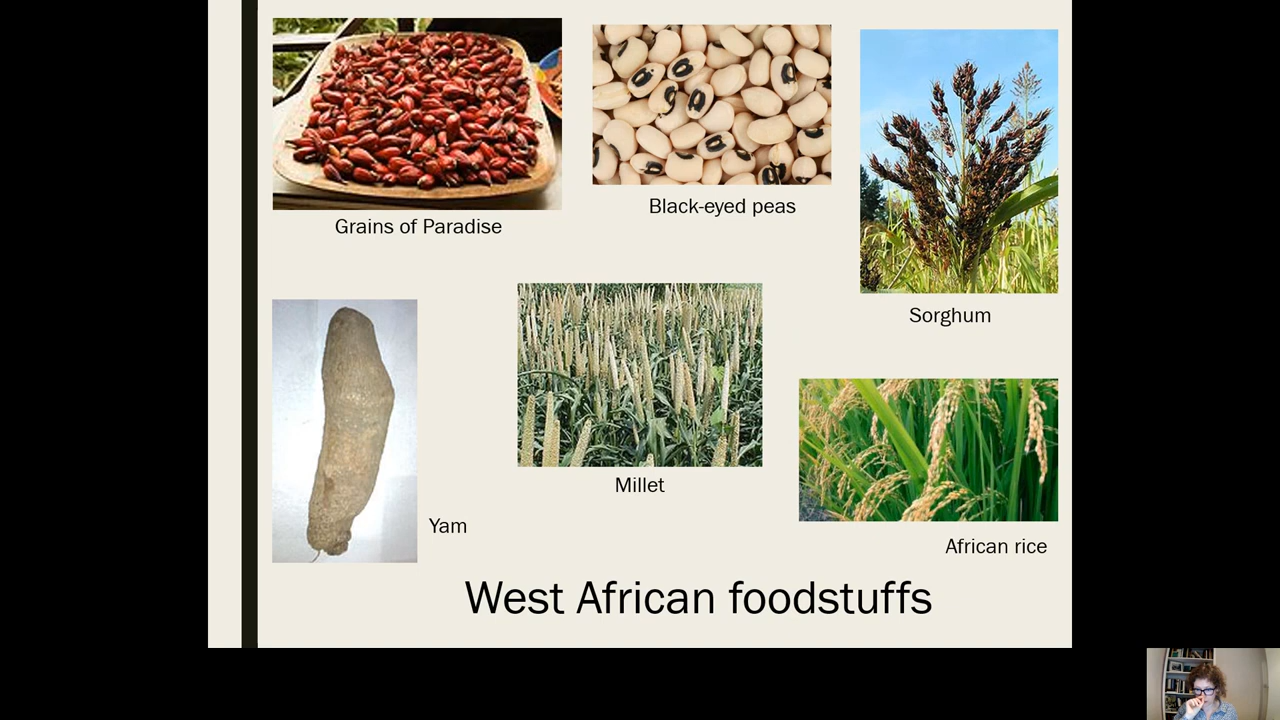 Grains of Paradise
Black-eyed peas
Sorghum
Millet
Yam
African rice
West African foodstuffs